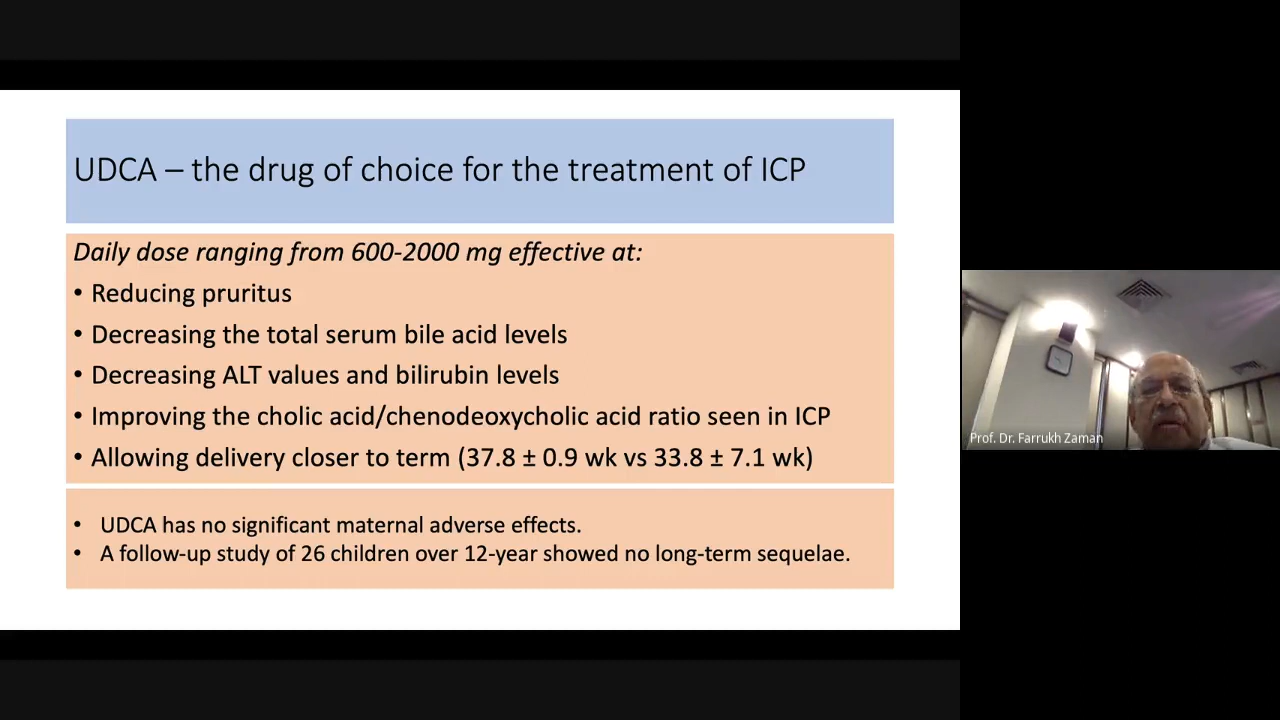 UDCA – the drug of choice for the treatment of ICP
Daily dose ranging from 600-2000 mg effective at:
• Reducing pruritus
• Decreasing the total serum bile acid levels
• Decreasing ALT values and bilirubin levels
• Improving the cholic acid/chenodeoxycholic acid ratio seen in ICP
• Allowing delivery closer to term (37.8 ± 0.9 wk vs 33.8 ± 7.1 wk)
• UDCA has no significant maternal adverse effects.
• A follow-up study of 26 children over 12-year showed no long-term sequelae.
Prof. Dr. Farrukh Zaman